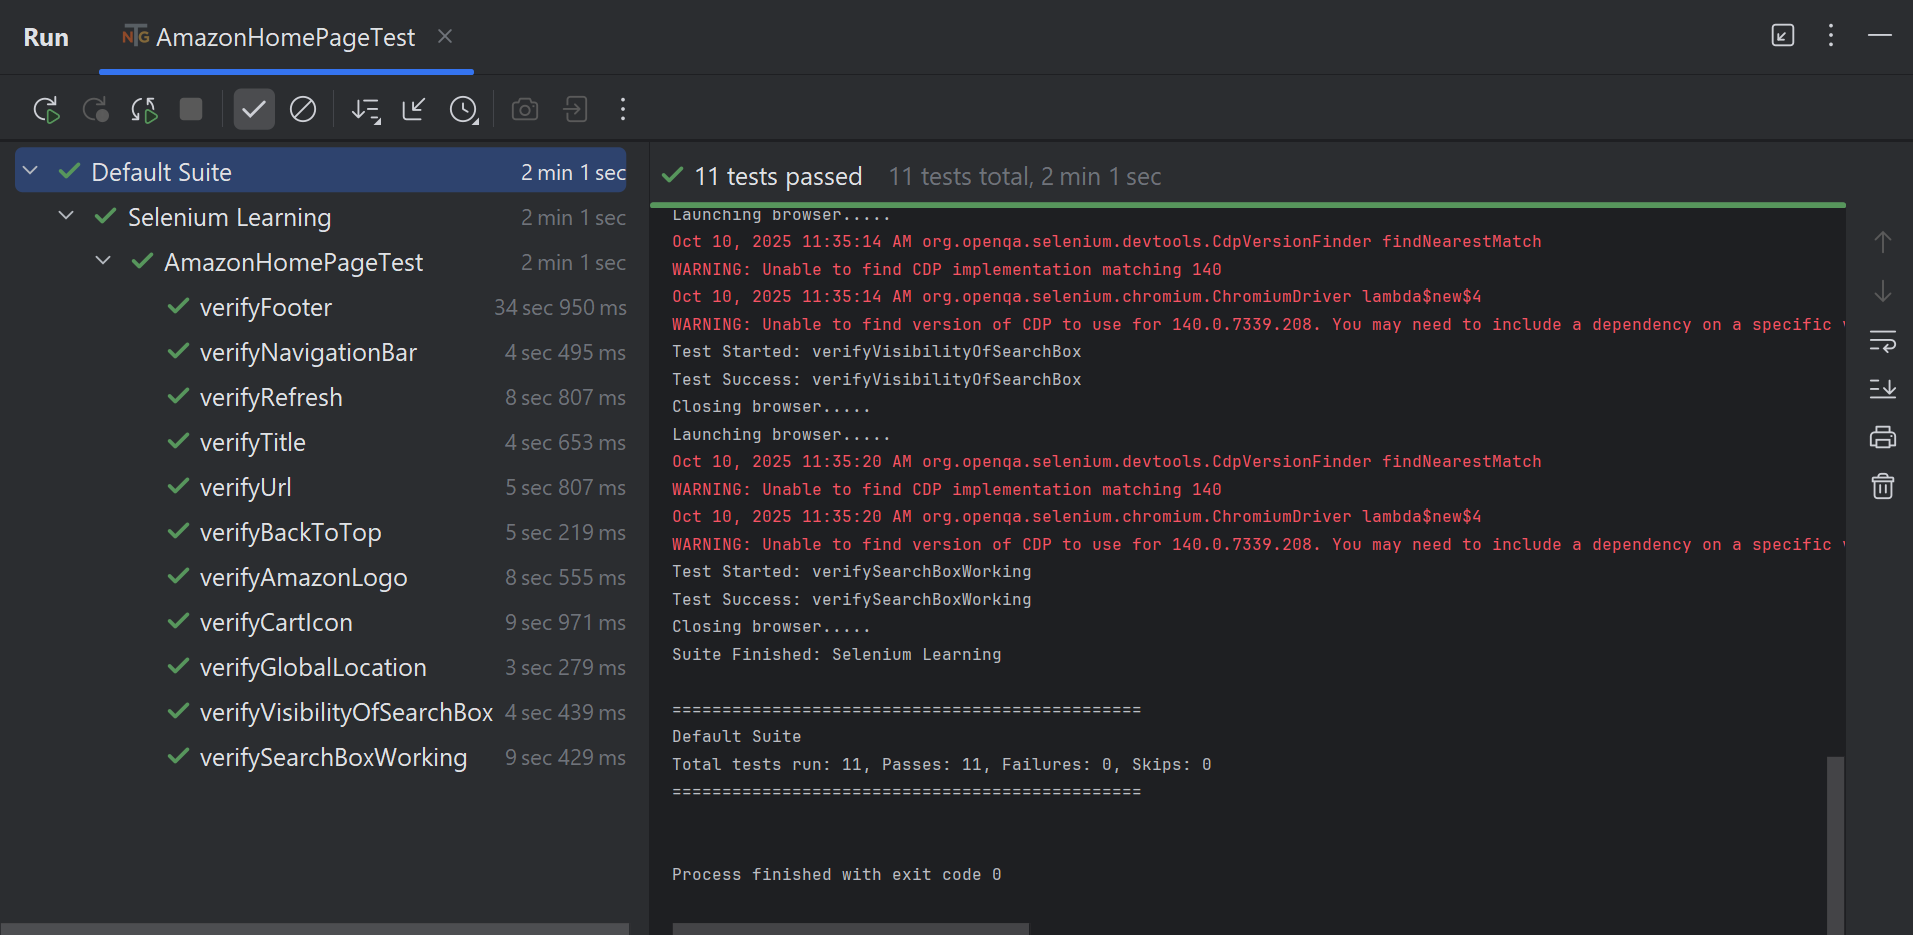 Run
NTG AmazonHomePageTest
Default Suite 2 min 1 sec
Selenium Learning 2 min 1 sec
AmazonHomePageTest 2 min 1 sec
verifyFooter 34 sec 950 ms
verifyNavigationBar 4 sec 495 ms
verifyRefresh 8 sec 807 ms
verifyTitle 4 sec 653 ms
verifyUrl 5 sec 807 ms
verifyBackToTop 5 sec 219 ms
verifyAmazonLogo 8 sec 555 ms
verifyCartIcon 9 sec 971 ms
verifyGlobalLocation 3 sec 279 ms
verifyVisibilityOfSearchBox 4 sec 439 ms
verifySearchBoxWorking 9 sec 429 ms
11 tests passed 11 tests total, 2 min 1 sec
Launching browser.....
Oct 10, 2025 11:35:14 AM org.openqa.selenium.devtools.CdpVersionFinder findNearestMatch
WARNING: Unable to find CDP implementation matching 140
Oct 10, 2025 11:35:14 AM org.openqa.selenium.chromium.ChromiumDriver lambda$new$4
WARNING: Unable to find version of CDP to use for 140.0.7339.208. You may need to include a dependency on a specific
Test Started: verifyVisibilityOfSearchBox
Test Success: verifyVisibilityOfSearchBox
Closing browser.....
Launching browser.....
Oct 10, 2025 11:35:20 AM org.openqa.selenium.devtools.CdpVersionFinder findNearestMatch
WARNING: Unable to find CDP implementation matching 140
Oct 10, 2025 11:35:20 AM org.openqa.selenium.chromium.ChromiumDriver lambda$new$4
WARNING: Unable to find version of CDP to use for 140.0.7339.208. You may need to include a dependency on a specific
Test Started: verifySearchBoxWorking
Test Success: verifySearchBoxWorking
Closing browser.....
Suite Finished: Selenium Learning
===============================================
Default Suite
Total tests run: 11, Passes: 11, Failures: 0, Skips: 0
===============================================
Process finished with exit code 0